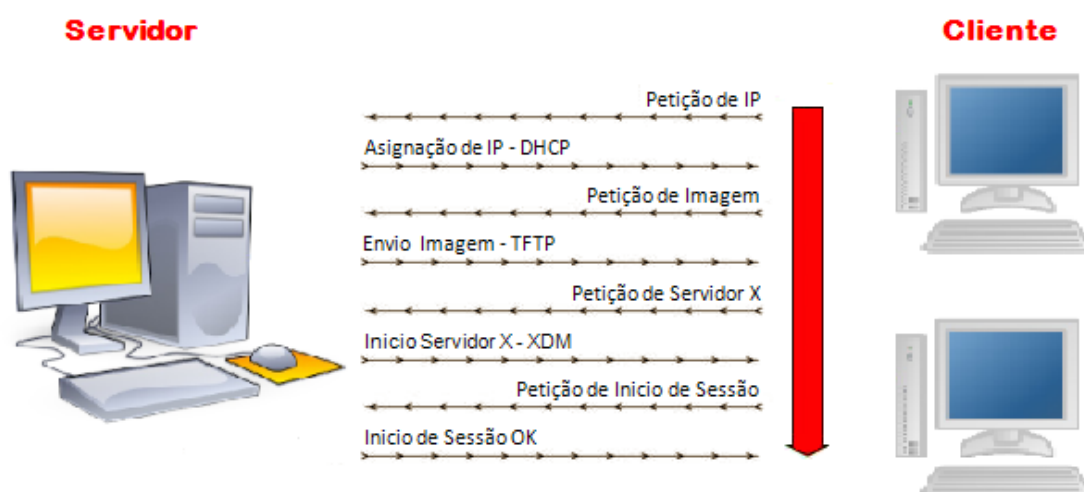 Servidor
Cliente
Petição de IP
Asignação de IP - DHCP
Petição de Imagem
Envio Imagem - TFTP
Petição de Servidor X
Inicio Servidor X - XDM
Petição de Inicio de Sessão
Inicio de Sessão OK